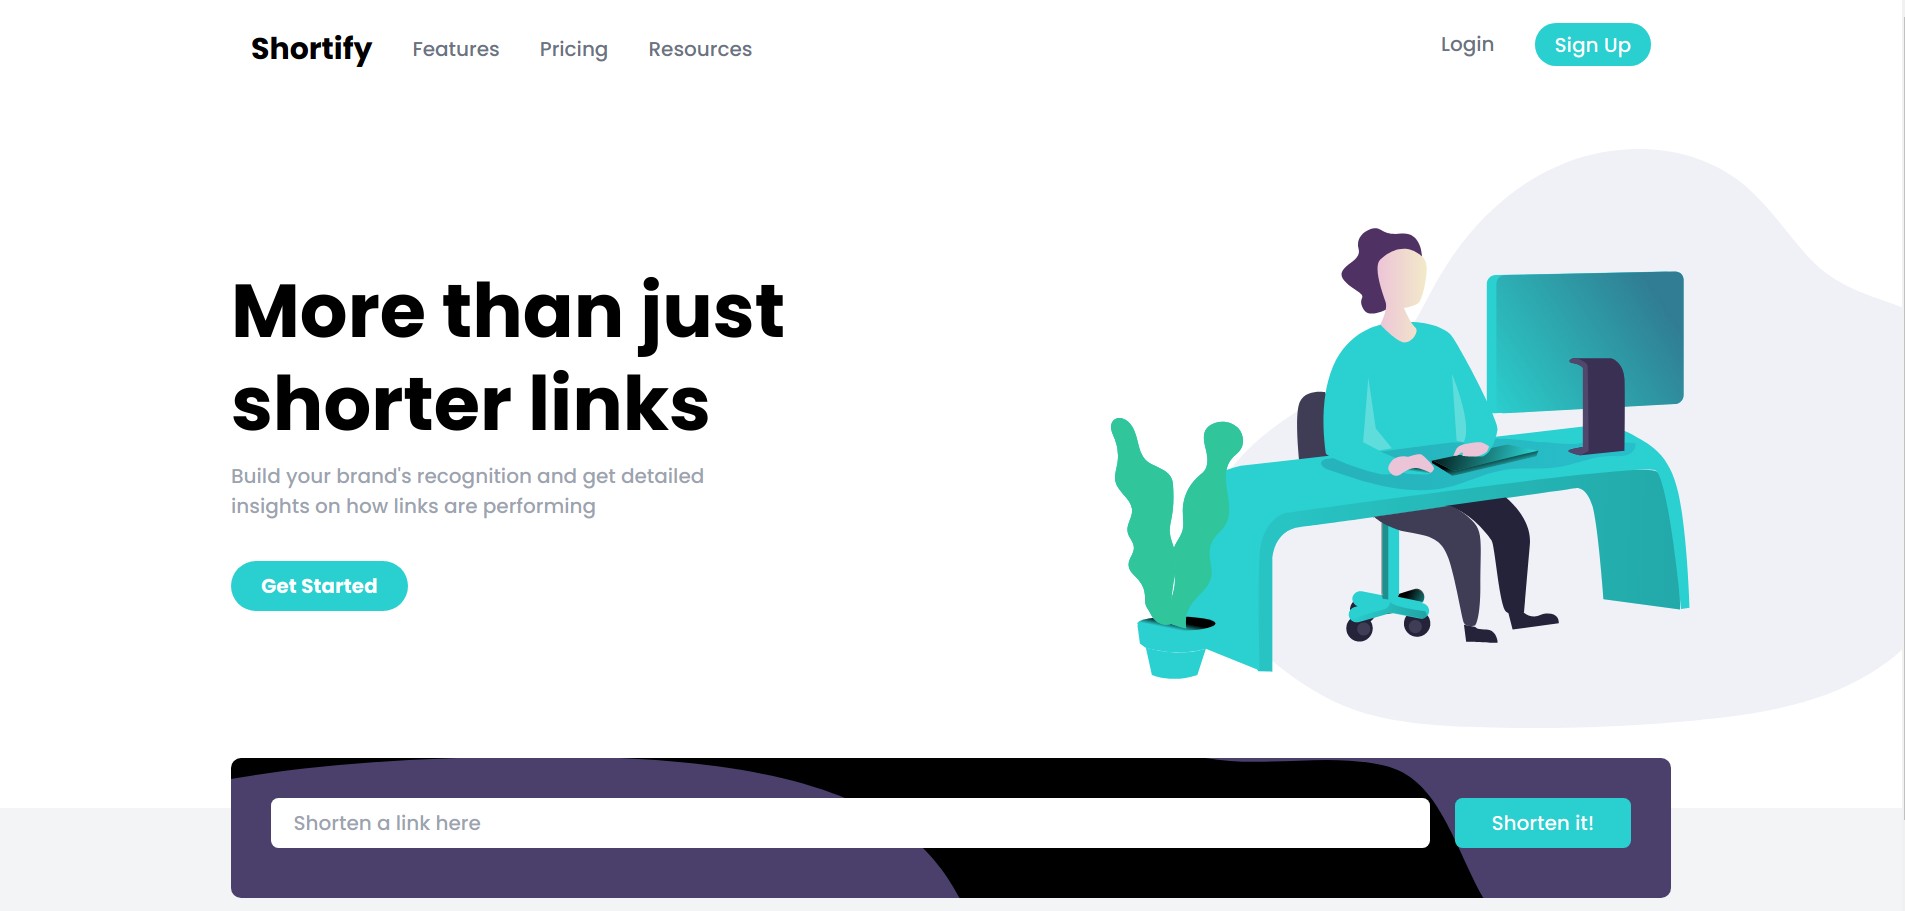 Shortify
Features
Pricing
Resources
Login
Sign Up
More than just
shorter links
Build your brand's recognition and get detailed
insights on how links are performing
Get Started
Shorten a link here
Shorten it!